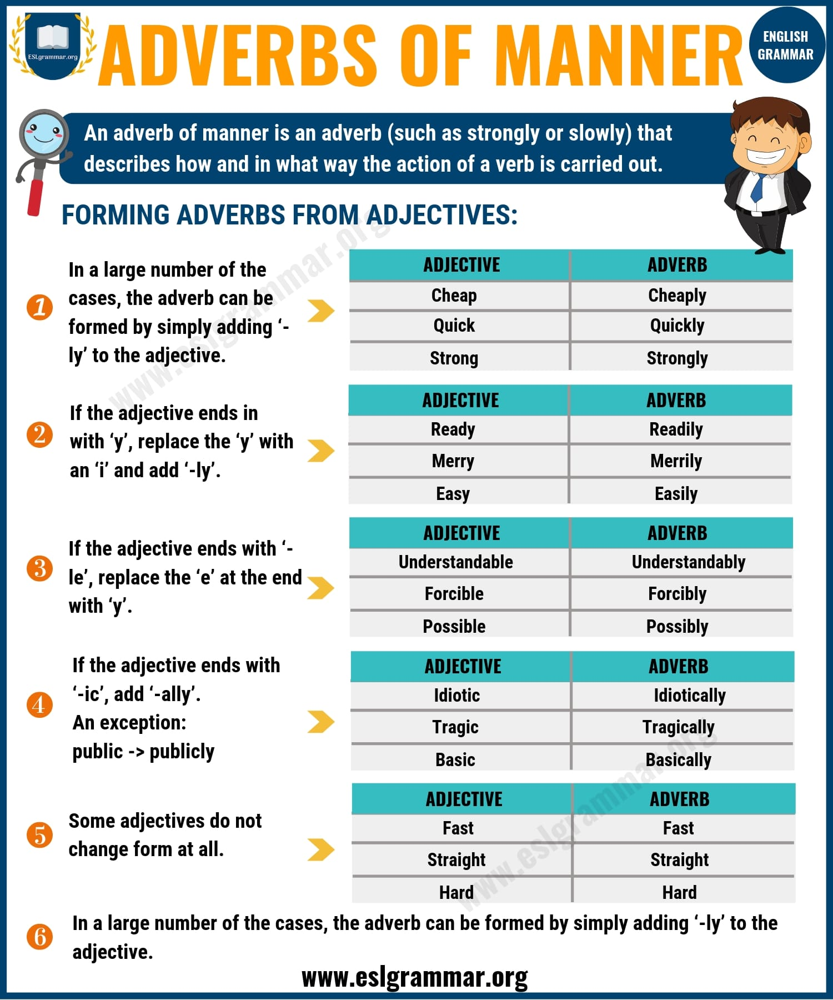 ESLgrammar.org
ADVERBS OF MANNER
ENGLISH
GRAMMAR
An adverb of manner is an adverb (such as strongly or slowly) that
describes how and in what way the action of a verb is carried out.
FORMING ADVERBS FROM ADJECTIVES:
1
In a large number of the
cases, the adverb can be
formed by simply adding ‘-
ly’ to the adjective.
ADJECTIVE ADVERB
Cheap Cheaply
Quick Quickly
Strong Strongly
2
If the adjective ends in
with ‘y’, replace the ‘y’ with
an ‘i’ and add ‘-ly’.
ADJECTIVE ADVERB
Ready Readily
Merry Merrily
Easy Easily
3
If the adjective ends with ‘-
le’, replace the ‘e’ at the end
with ‘y’.
ADJECTIVE ADVERB
Understandable Understandably
Forcible Forcibly
Possible Possibly
4
If the adjective ends with
‘-ic’, add ‘-ally’.
An exception:
public -> publicly
ADJECTIVE ADVERB
Idiotic Idiotically
Tragic Tragically
Basic Basically
5
Some adjectives do not
change form at all.
ADJECTIVE ADVERB
Fast Fast
Straight Straight
Hard Hard
6
In a large number of the cases, the adverb can be formed by simply adding ‘-ly’ to the
adjective.
www.eslgrammar.org
www.eslgrammar.org
www.eslgrammar.org